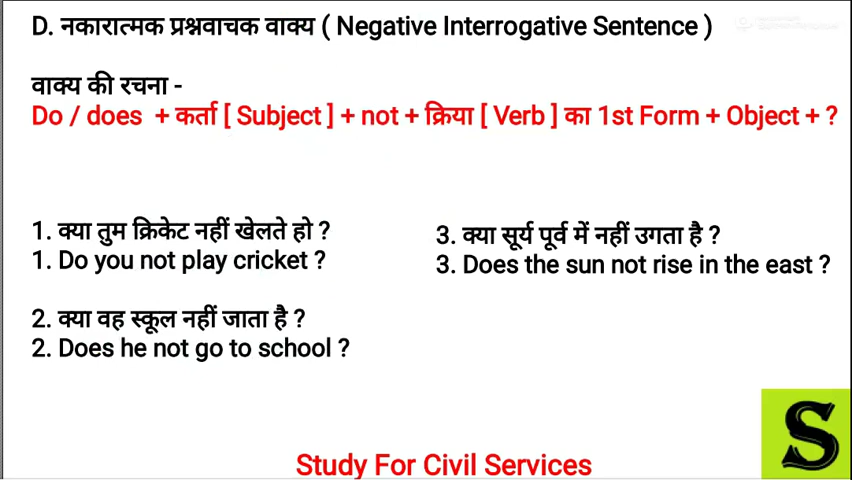 D. नकारात्मक प्रश्नवाचक वाक्य ( Negative Interrogative Sentence )
वाक्य की रचना -
Do / does + कर्ता [ Subject ] + not + क्रिया [ Verb ] का 1st Form + Object + ?
1. क्या तुम क्रिकेट नहीं खेलते हो ?
1. Do you not play cricket ?
2. क्या वह स्कूल नहीं जाता है ?
2. Does he not go to school ?
3. क्या सूर्य पूर्व में नहीं उगता है ?
3. Does the sun not rise in the east ?
S
Study For Civil Services